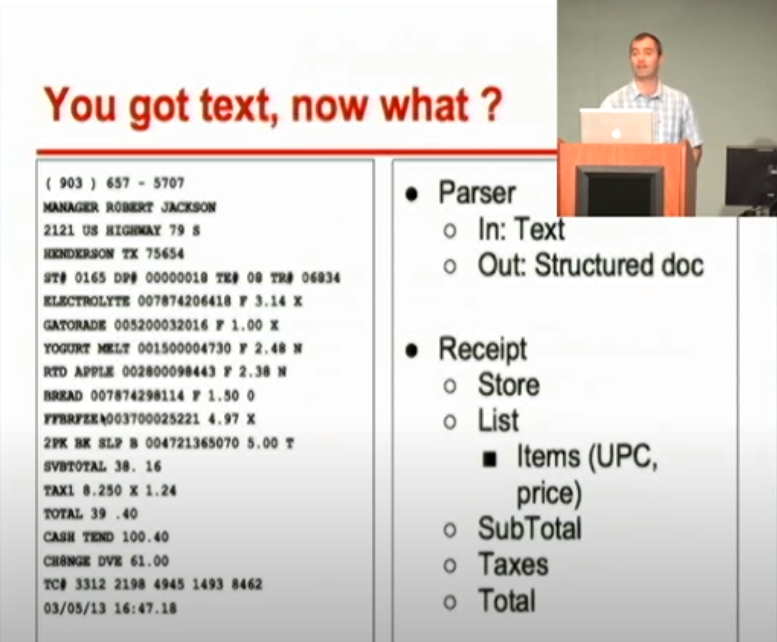 You got text, now what ?
( 903 ) 657 - 5707
MANAGER ROBERT JACKSON
2121 US HIGHWAY 79 S
HENDERSON TX 75654
ST# 0165 DP# 00000018 TE# 08 TR# 06834
ELECTROLYTE 007874206418 F 3.14 X
GATORADE 005200032016 F 1.00 X
YOGURT MELT 001500004730 F 2.48 N
RTD APPLE 002800098443 F 2.38 N
BREAD 007874298114 F 1.50 0
003700025221 4.97 X
2PK BK SLP B 004721365070 5.00 T
SVBTOTAL 38. 16
TAX1 8.250 X 1.24
TOTAL 39 .40
CASH TEND 100.40
CH8NGE DVE 61.00
TC# 3312 2198 4945 1493 8462
03/05/13 16:47.18
● Parser
○ In: Text
○ Out: Structured doc
● Receipt
○ Store
○ List
■ Items (UPC,
price)
○ SubTotal
○ Taxes
○ Total